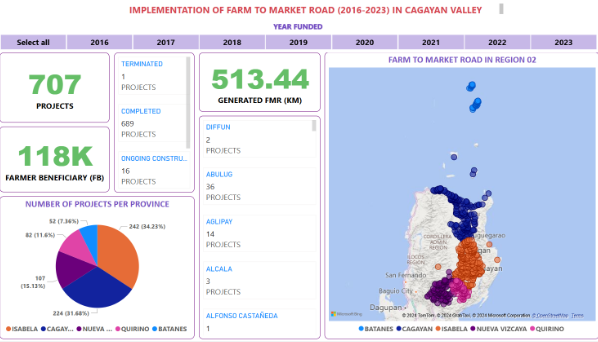 IMPLEMENTATION OF FARM TO MARKET ROAD (2016-2023) IN CAGAYAN VALLEY
YEAR FUNDED
Select all 2016 2017 2018 2019 2020 2021 2022 2023
707
PROJECTS
118K
FARMER BENEFICIARY (FB)
TERMINATED
1
PROJECTS
COMPLETED
689
PROJECTS
ONGOING CONSTRU...
16
PROJECTS
513.44
GENERATED FMR (KM)
DIFFUN
2
PROJECTS
ABULUG
36
PROJECTS
AGLIPAY
14
PROJECTS
ALCALA
3
PROJECTS
ALFONSO CASTAÑEDA
1
NUMBER OF PROJECTS PER PROVINCE
52 (7.36%)
242 (34.23%)
82 (11.6%)
107
(15.13%)
224 (31.68%)
ISABELA CAGAY... NUEVA ... QUIRINO BATANES
FARM TO MARKET ROAD IN REGION 02
CORDILLERA
ADMIN
REGION
ILOCOS
REGION
San Fernando
Baguio City
Dagupan
Microsoft Bing
© 2024 TomTom, © 2024 Microsoft Corporation, © OpenStreetMap Terms
BATANES CAGAYAN ISABELA NUEVA VIZCAYA QUIRINO